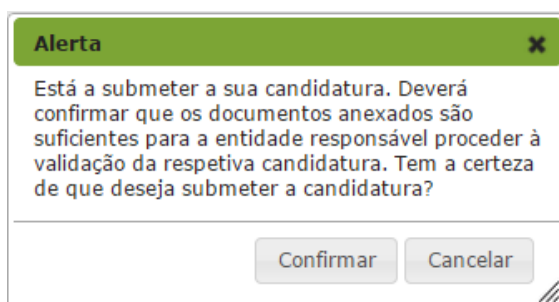 Alerta
Está a submeter a sua candidatura. Deverá
confirmar que os documentos anexados são
suficientes para a entidade responsável proceder à
validação da respetiva candidatura. Tem a certeza
de que deseja submeter a candidatura?
Confirmar Cancelar